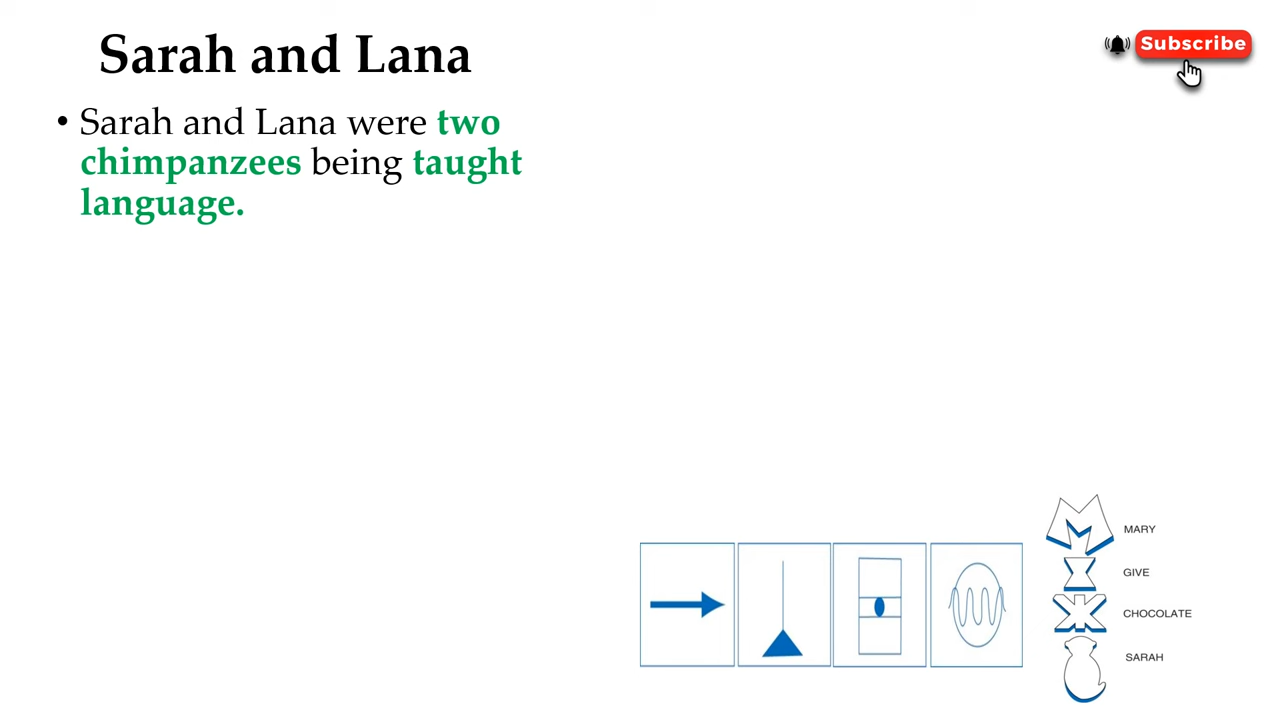 Sarah and Lana
Subscribe
• Sarah and Lana were two
chimpanzees being taught
language.
MARY
GIVE
CHOCOLATE
SARAH